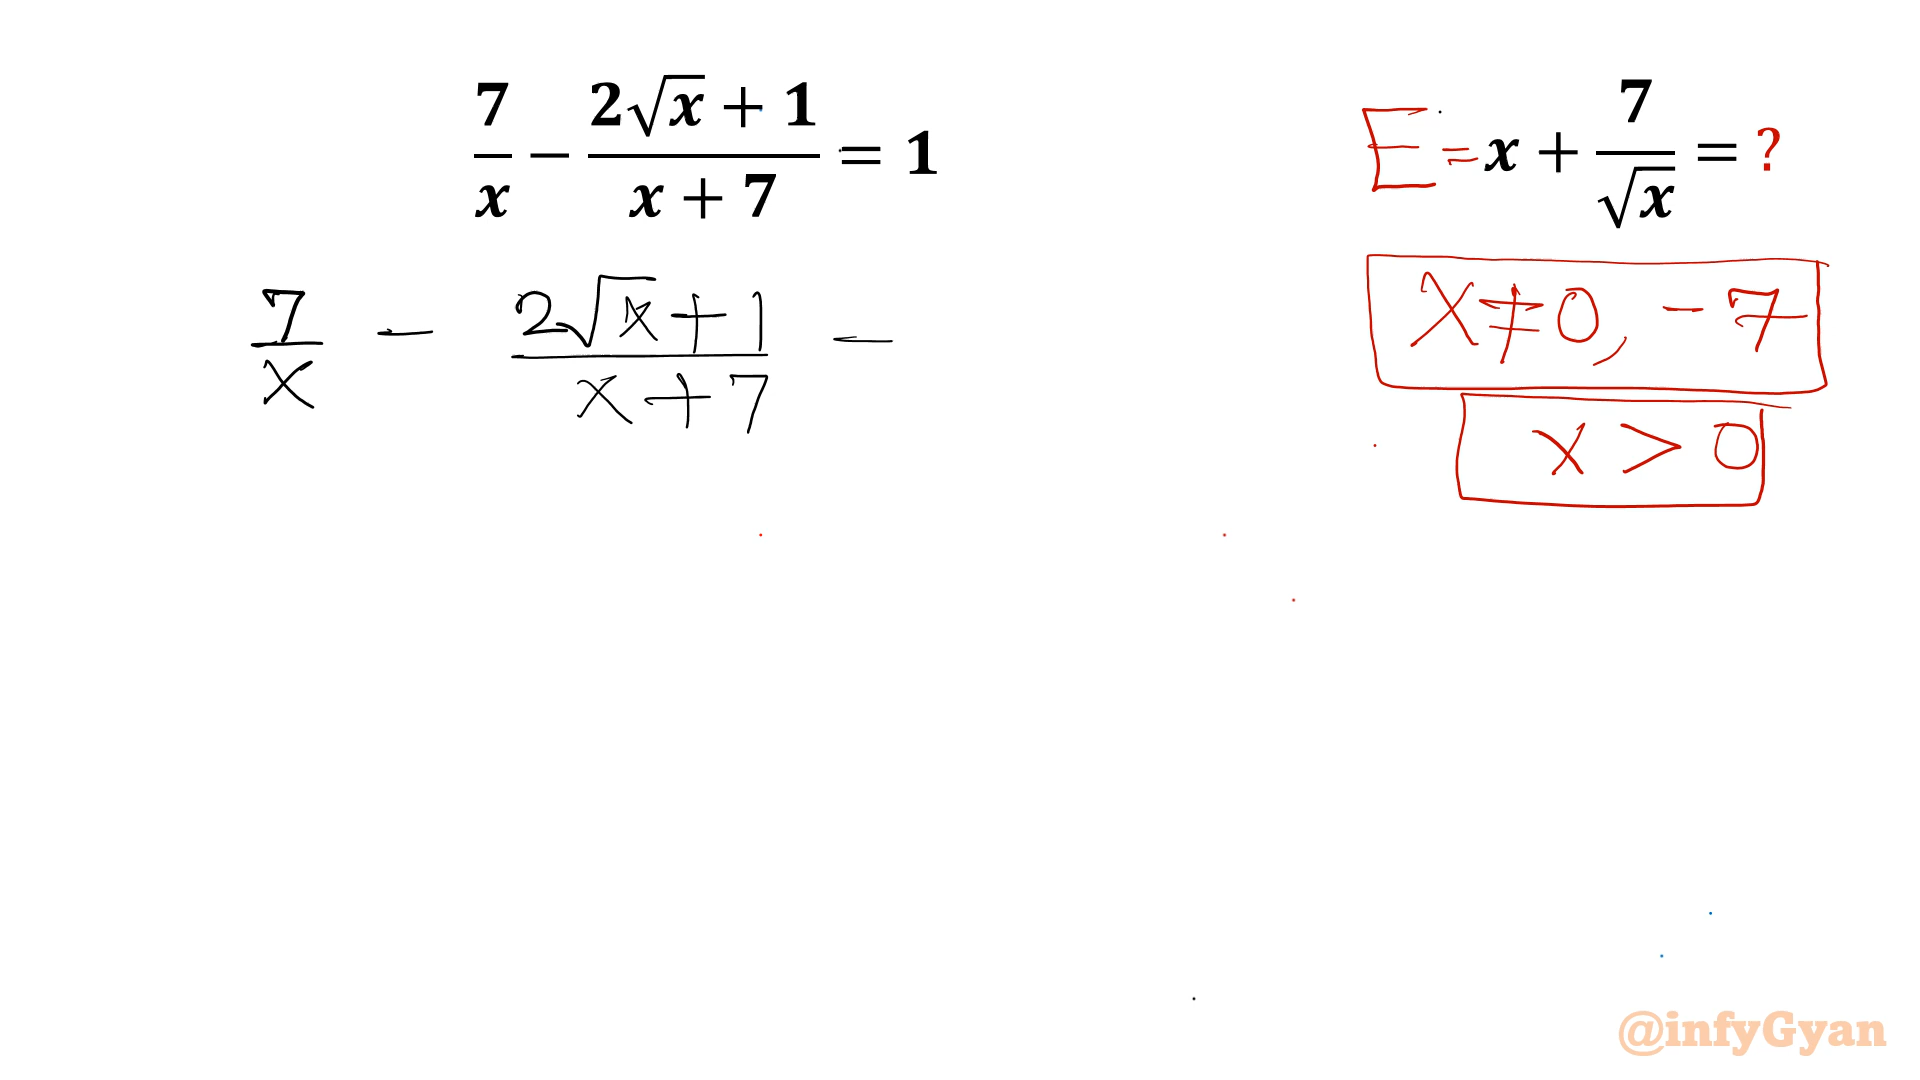 7/x − (2√x + 1)/(x + 7) = 1
E = x + 7/√x = ?
7/x − (2√x + 1)/(x + 7) −
x ≠ 0, −7
x > 0
@infyGyan